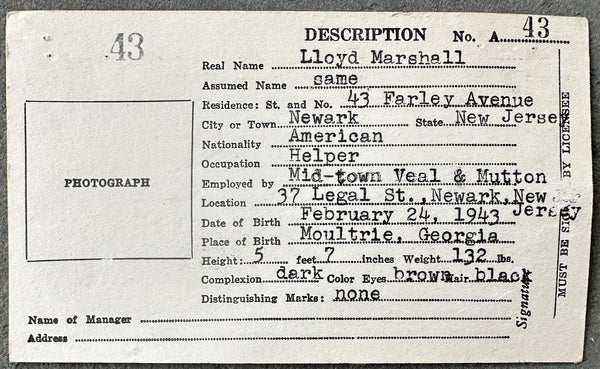 43
DESCRIPTION No. A. 43
Real Name Lloyd Marshall
Assumed Name same
Residence: St. and No. 43 Farley Avenue
City or Town Newark State New Jersey
Nationality American
Occupation Helper
Employed by Mid-town Veal & Mutton
Location 37 Legal St., Newark, New Jersey
Date of Birth February 24, 1943
Place of Birth Moultrie, Georgia
Height: 5 feet 7 inches Weight 132 lbs.
Complexion dark Color Eyes brown Hair black
Distinguishing Marks: none
Name of Manager
Address
PHOTOGRAPH
Signature
MUST BE BY LICENSEE